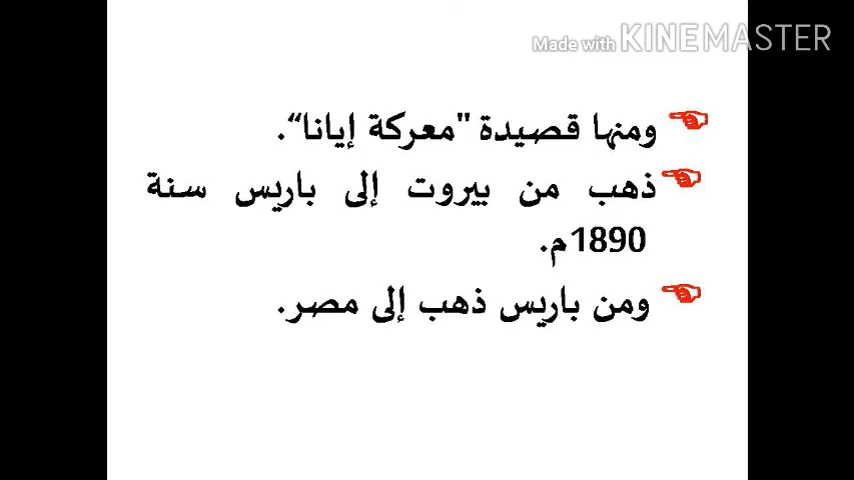 Made with KINEMASTER
ومنها قصيدة "معركة إيانا“.
ذهب من بيروت إلى باريس سنة
1890م.
ومن باريس ذهب إلى مصر.